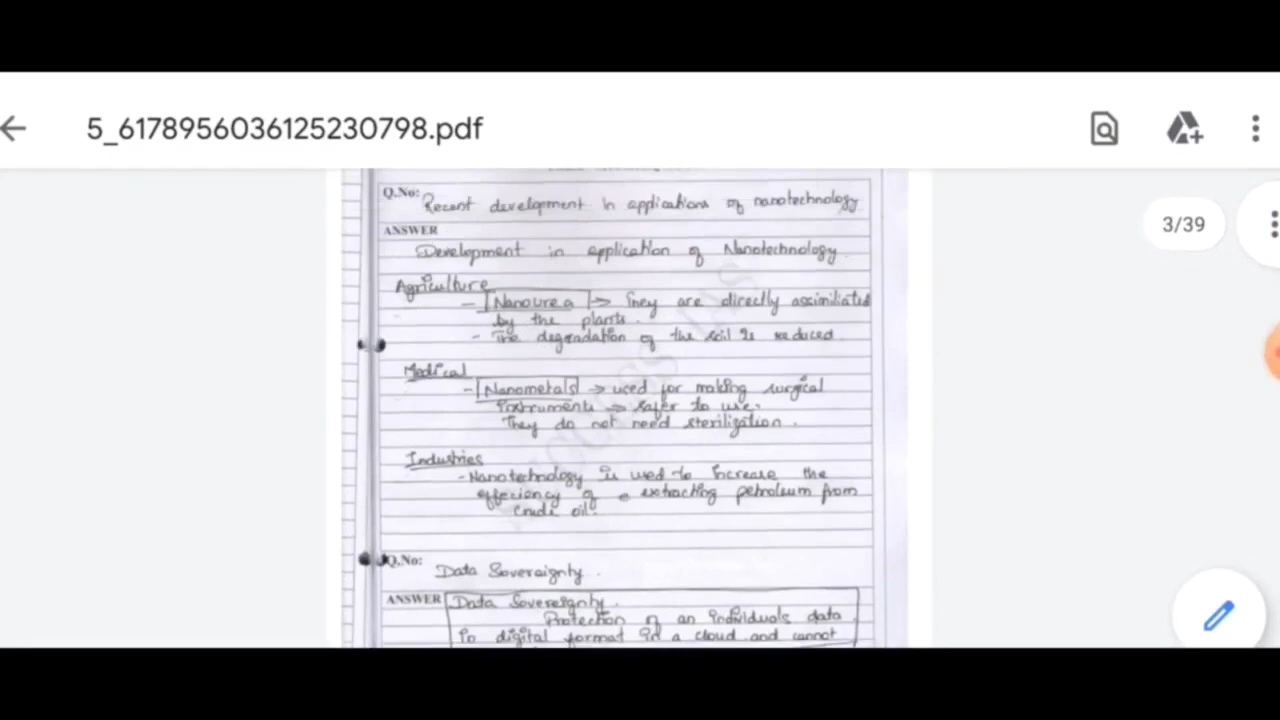 5_6178956036125230798.pdf
3/39
Q.No: Recent development in applications of nanotechnology
ANSWER
Development in application of Nanotechnology
Agriculture
- Nanourea → They are directly assimiliated
by the plants.
- The degradation of the soil is reduced
Medical
- Nanometals → used for making surgical
instruments → safer to use.
They do not need sterilization.
Industries
- Nanotechnology is used to increase the
effeciency of e extracting petroleum from
crude oil.
Q.No: Data Soveraignty.
ANSWER Data Sovereignty.
Protection of an individuals data
in digital format in a cloud and cannot